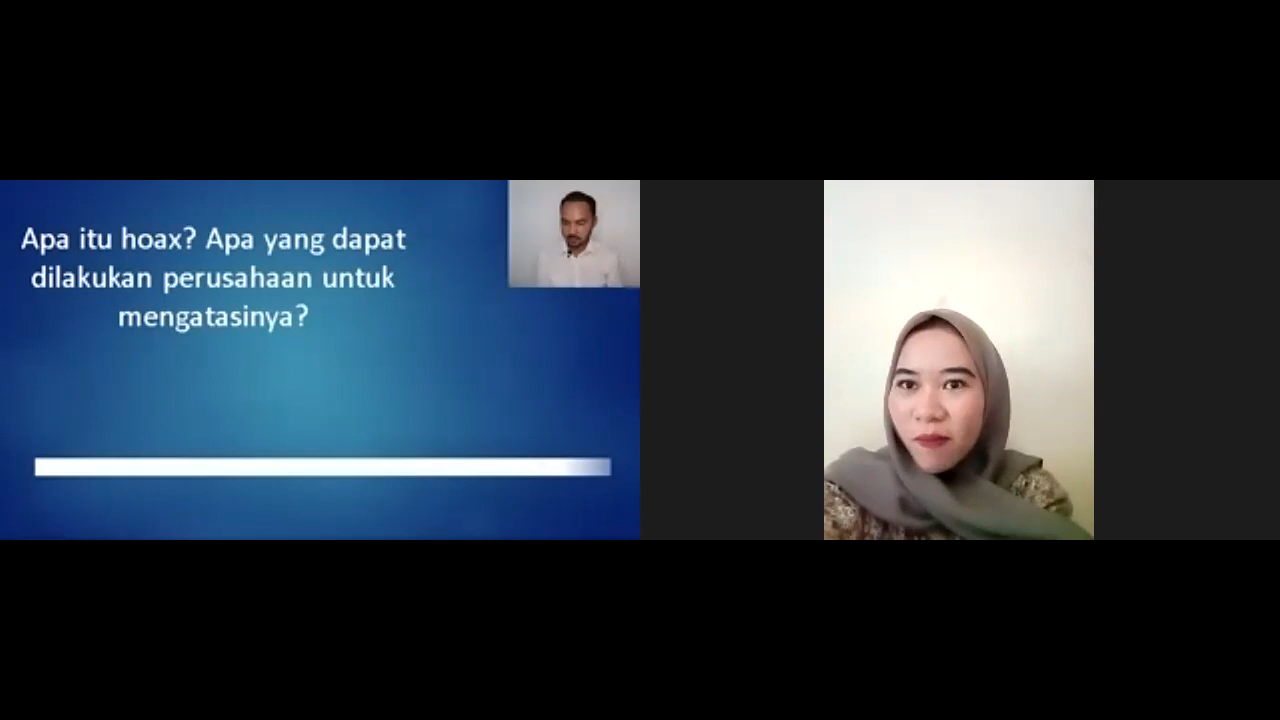 Apa itu hoax? Apa yang dapat
dilakukan perusahaan untuk
mengatasinya?